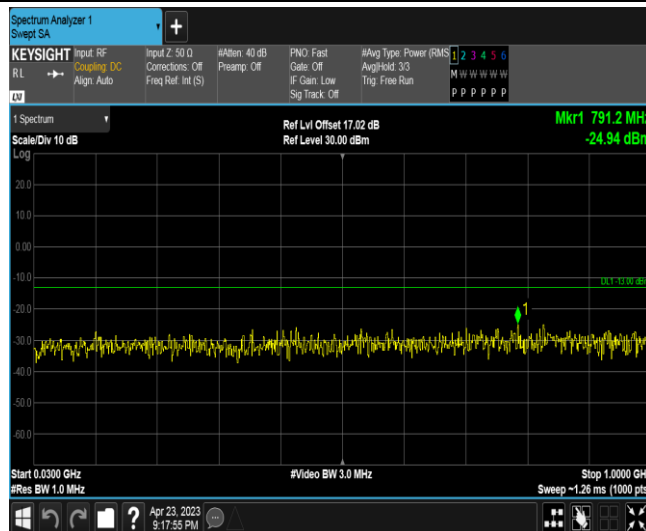 Spectrum Analyzer 1
Swept SA
KEYSIGHT
RL
Input: RF
Coupling: DC
Align: Auto
Input Z: 50 Ω
Corrections: Off
Freq Ref: Int (S)
#Atten: 40 dB
Preamp: Off
PNO: Fast
Gate: Off
IF Gain: Low
Sig Track: Off
#Avg Type: Power (RMS
Avg|Hold: 3/3
Trig: Free Run
1 2 3 4 5 6
M W W W W W
P P P P P P
1 Spectrum
Scale/Div 10 dB
Ref Lvl Offset 17.02 dB
Ref Level 30.00 dBm
Mkr1 791.2 MHz
-24.94 dBm
Log
20.0
10.0
0.00
-10.0
DL1 -13.00 dBm
1
-20.0
-30.0
-40.0
-50.0
-60.0
Start 0.0300 GHz
#Res BW 1.0 MHz
#Video BW 3.0 MHz
Stop 1.0000 GH
Sweep ~1.26 ms (1000 pts
Apr 23, 2023
9:17:55 PM